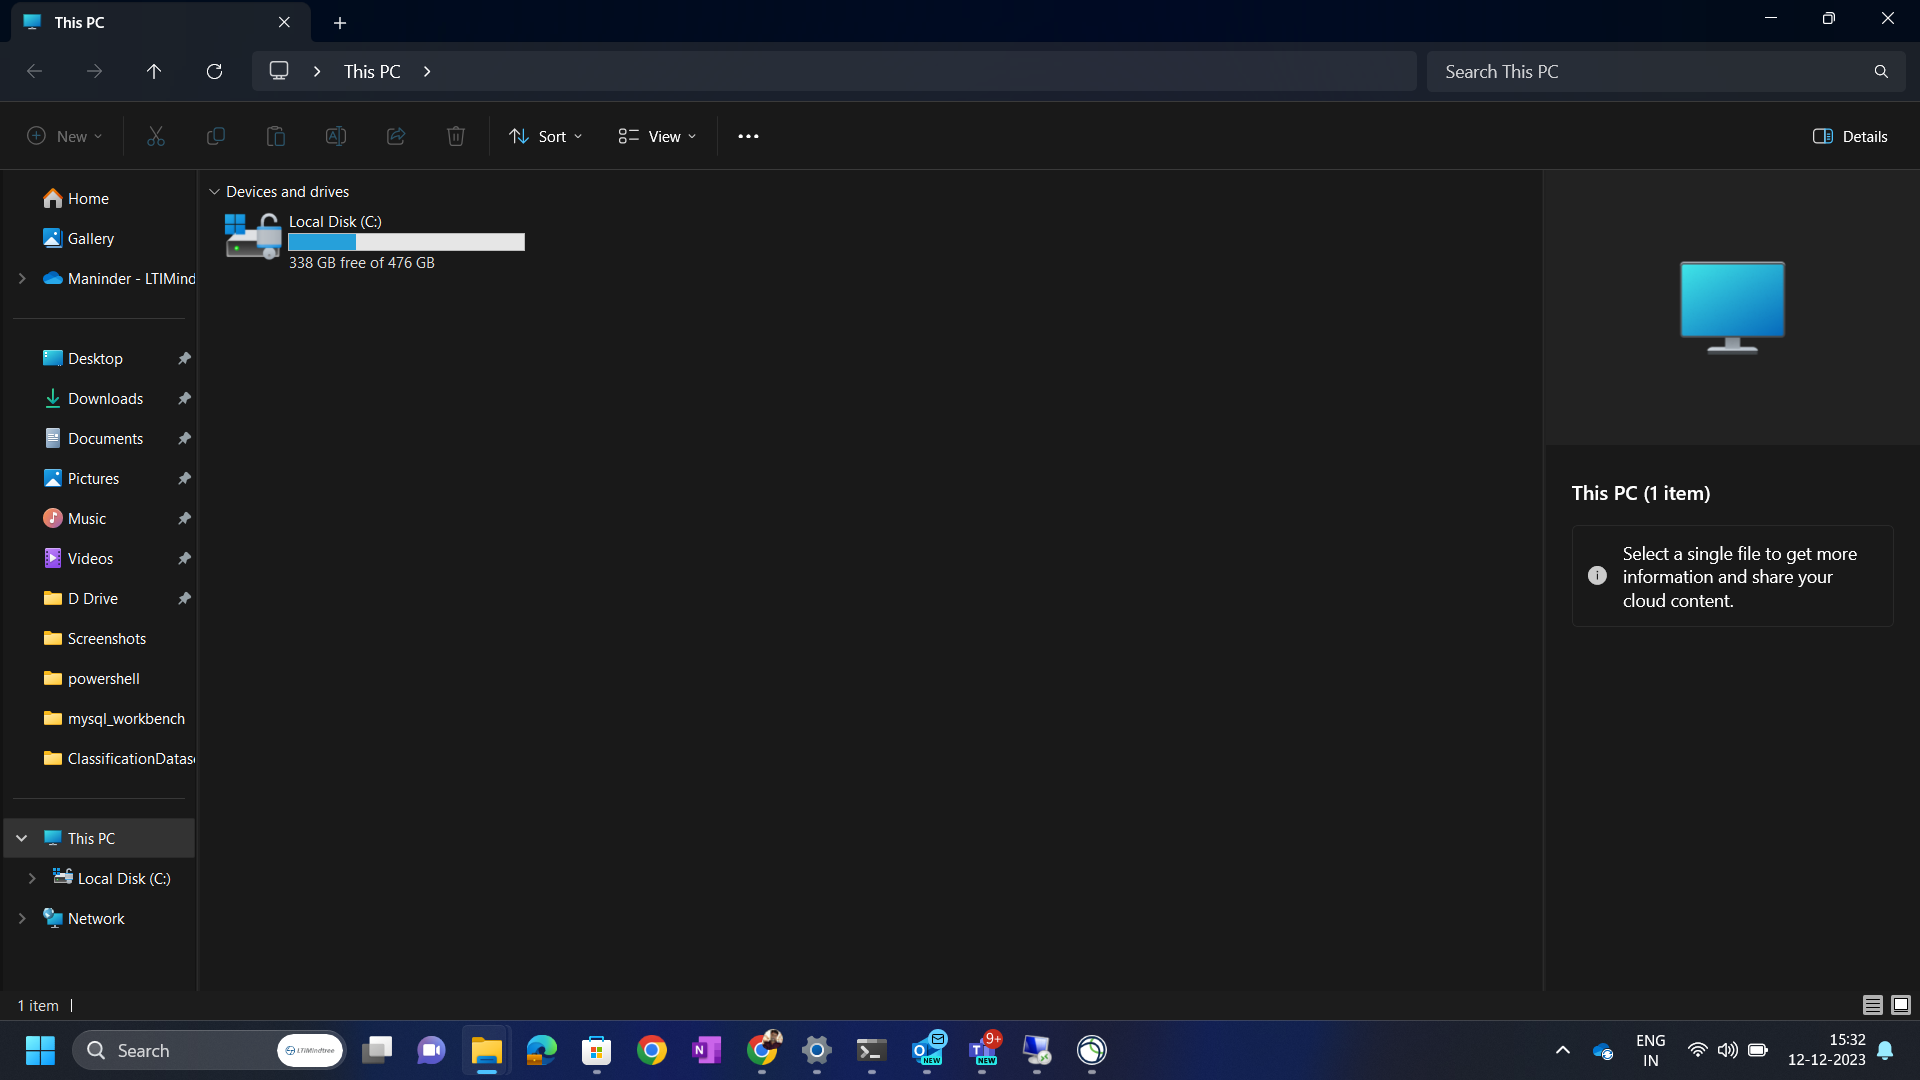 This PC
This PC
Search This PC
New
Sort
View
Details
Home
Gallery
Maninder - LTIMind
Desktop
Downloads
Documents
Pictures
Music
Videos
D Drive
Screenshots
powershell
mysql_workbench
ClassificationDatas
This PC
Local Disk (C:)
Network
Devices and drives
Local Disk (C:)
338 GB free of 476 GB
This PC (1 item)
Select a single file to get more
information and share your
cloud content.
1 item
Search
LTIMindtree
NEW
9+
NEW
ENG
IN
15:32
12-12-2023